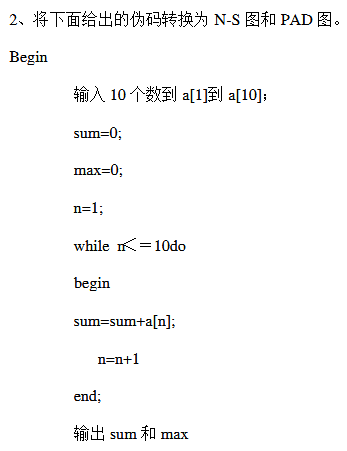 2、将下面给出的伪码转换为 N-S 图和 PAD 图。
Begin
输入 10 个数到 a[1]到 a[10]；
sum=0;
max=0;
n=1;
while n＜＝10do
begin
sum=sum+a[n];
n=n+1
end;
输出 sum 和 max